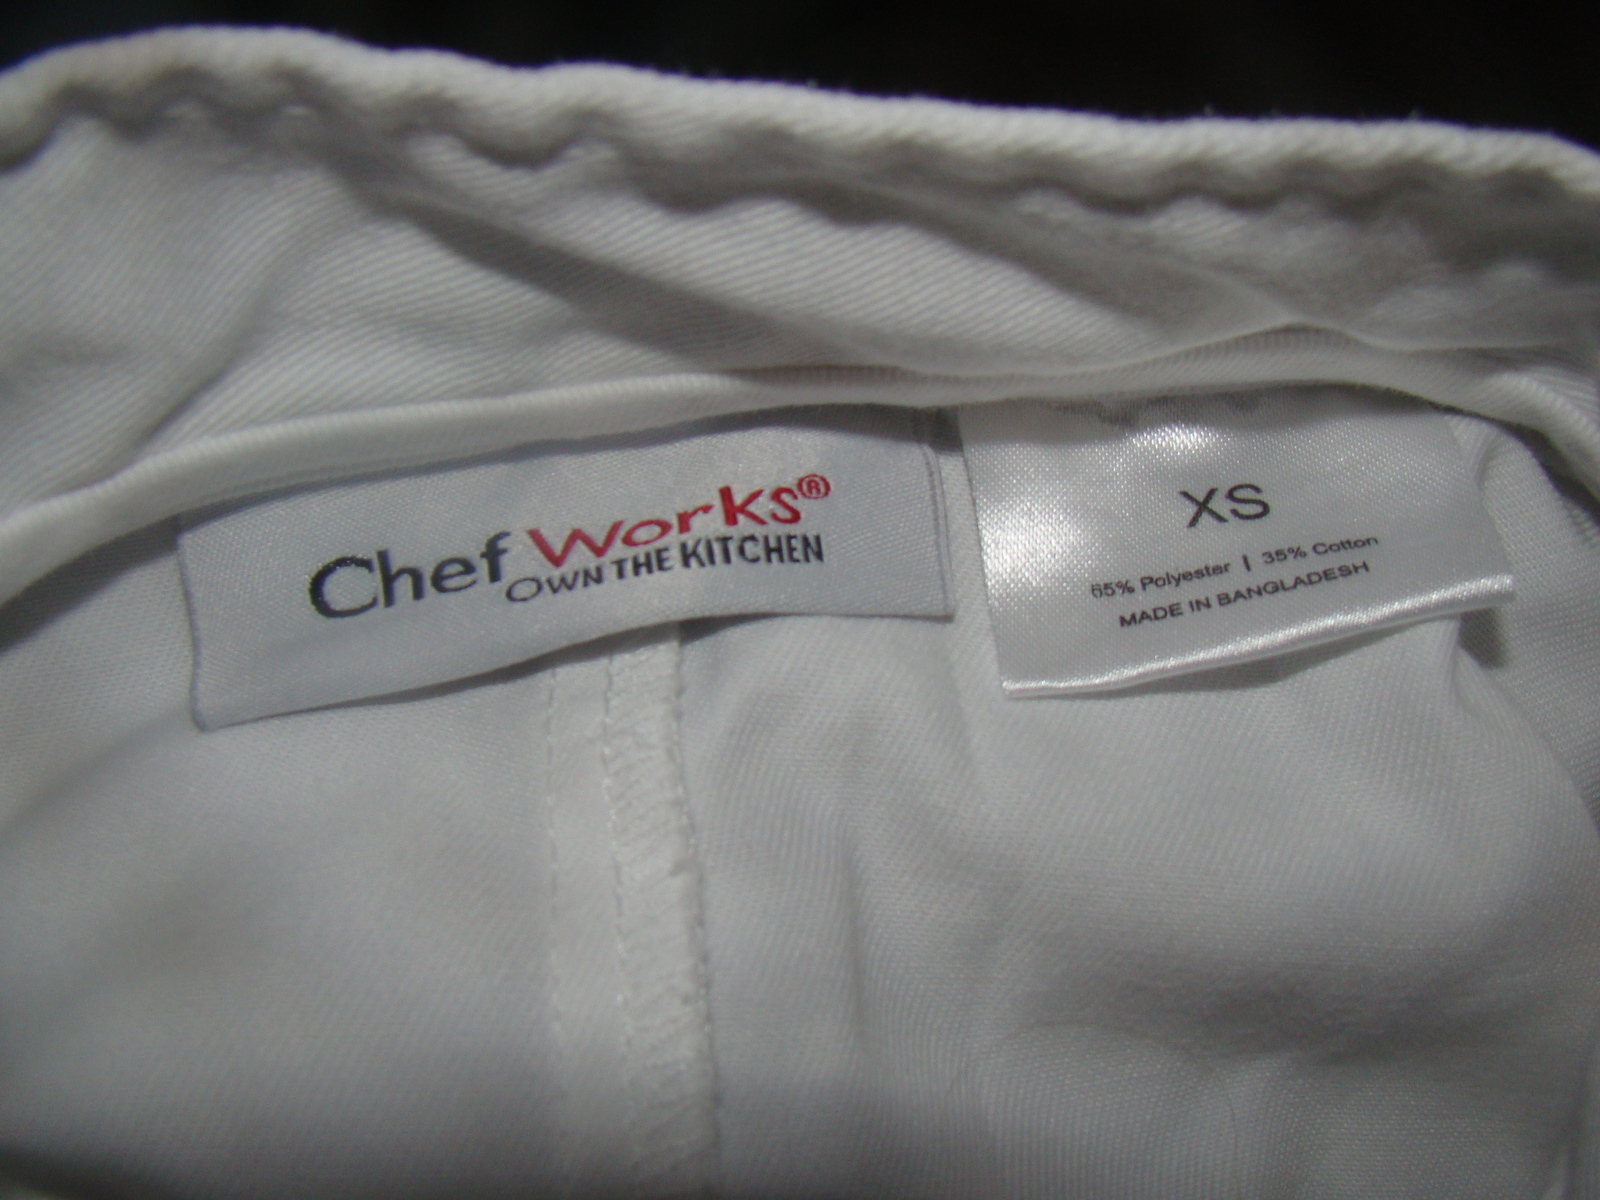 Chef Works®
OWN THE KITCHEN
XS
65% Polyester | 35% Cotton
MADE IN BANGLADESH